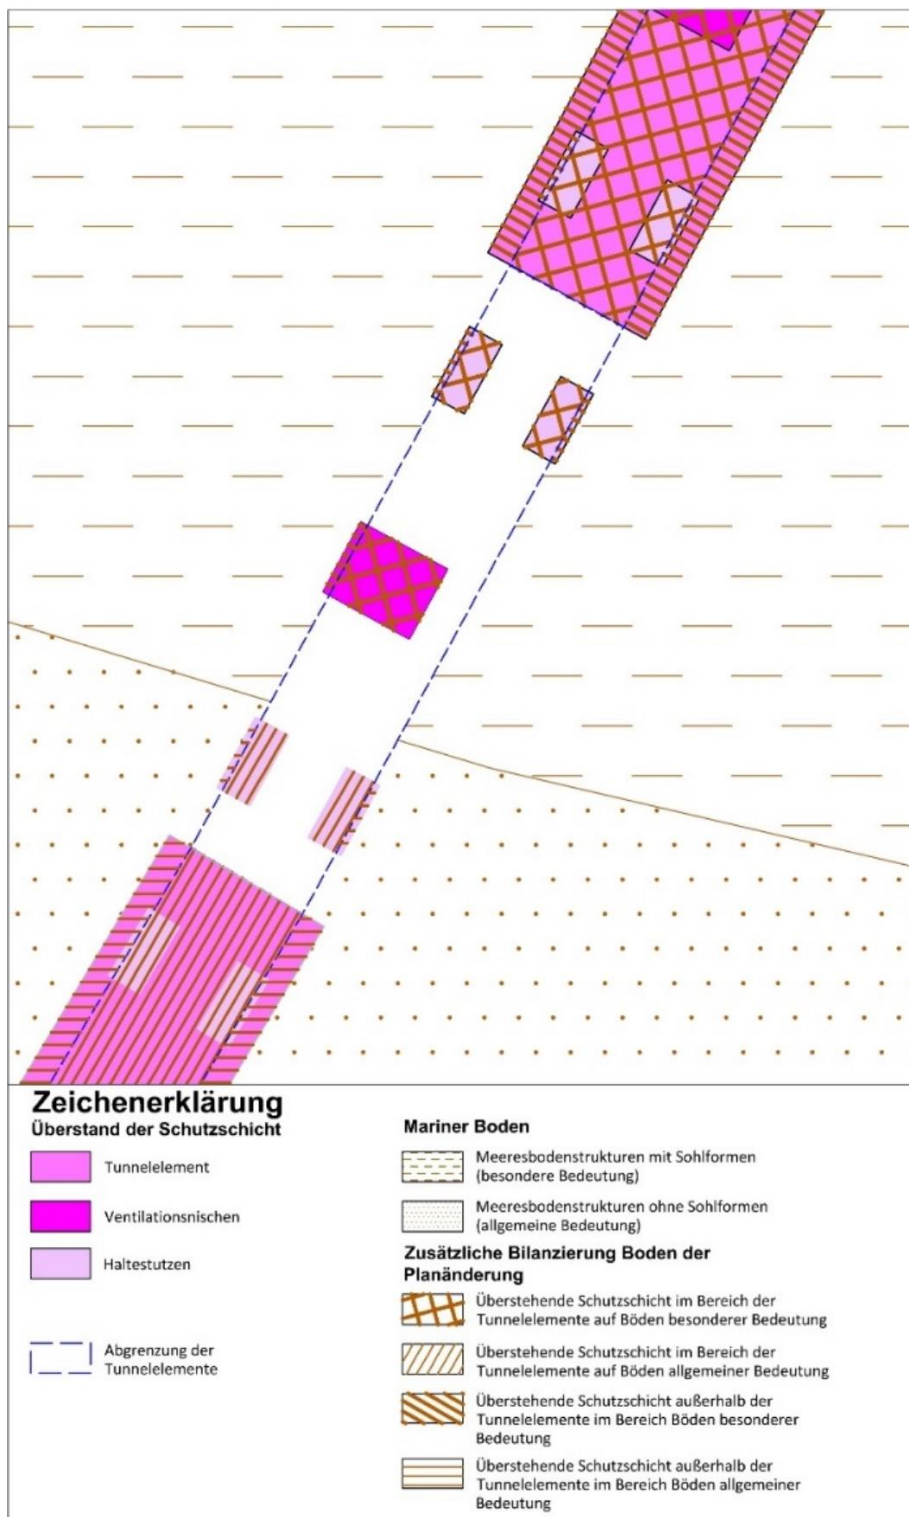 Zeichenerklärung
Überstand der Schutzschicht
Tunnelelement
Ventilationsnischen
Haltestutzen
Abgrenzung der
Tunnelelemente
Mariner Boden
Meeresbodenstrukturen mit Sohlformen
(besondere Bedeutung)
Meeresbodenstrukturen ohne Sohlformen
(allgemeine Bedeutung)
Zusätzliche Bilanzierung Boden der
Planänderung
Überstehende Schutzschicht im Bereich der
Tunnelelemente auf Böden besonderer Bedeutung
Überstehende Schutzschicht im Bereich der
Tunnelelemente auf Böden allgemeiner Bedeutung
Überstehende Schutzschicht außerhalb der
Tunnelelemente im Bereich Böden besonderer
Bedeutung
Überstehende Schutzschicht außerhalb der
Tunnelelemente im Bereich Böden allgemeiner
Bedeutung